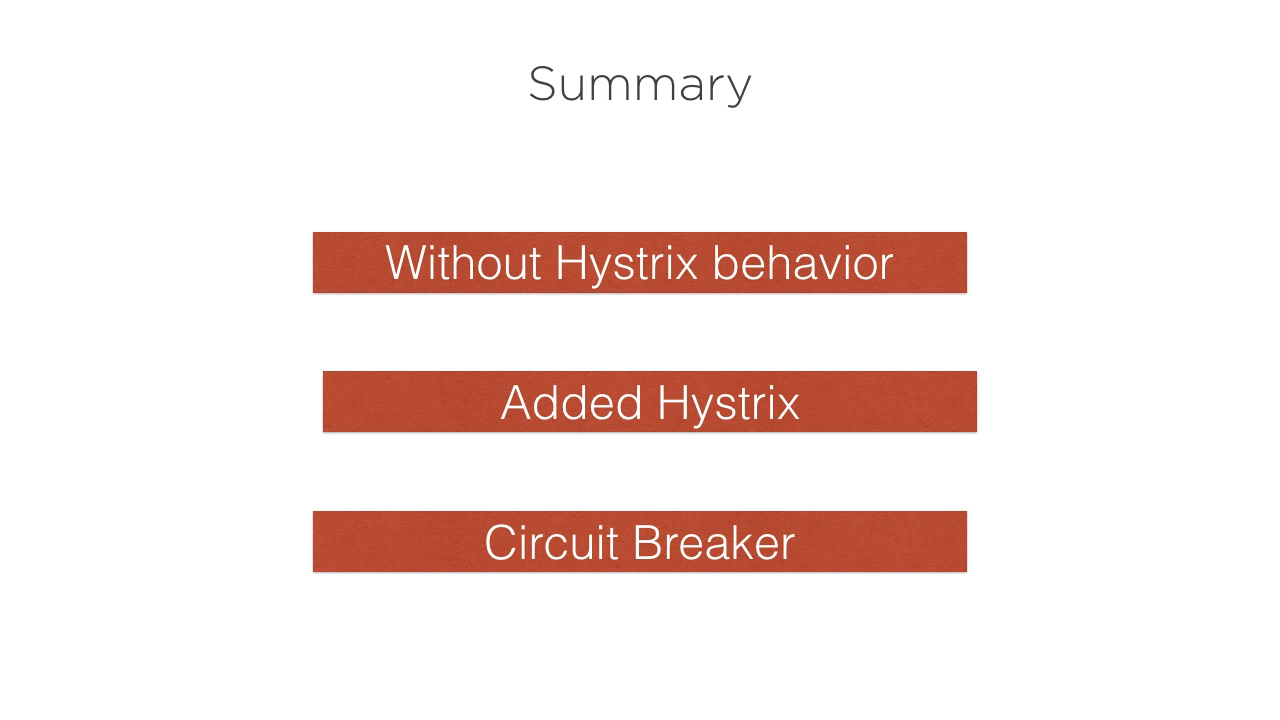 Summary
Without Hystrix behavior
Added Hystrix
Circuit Breaker